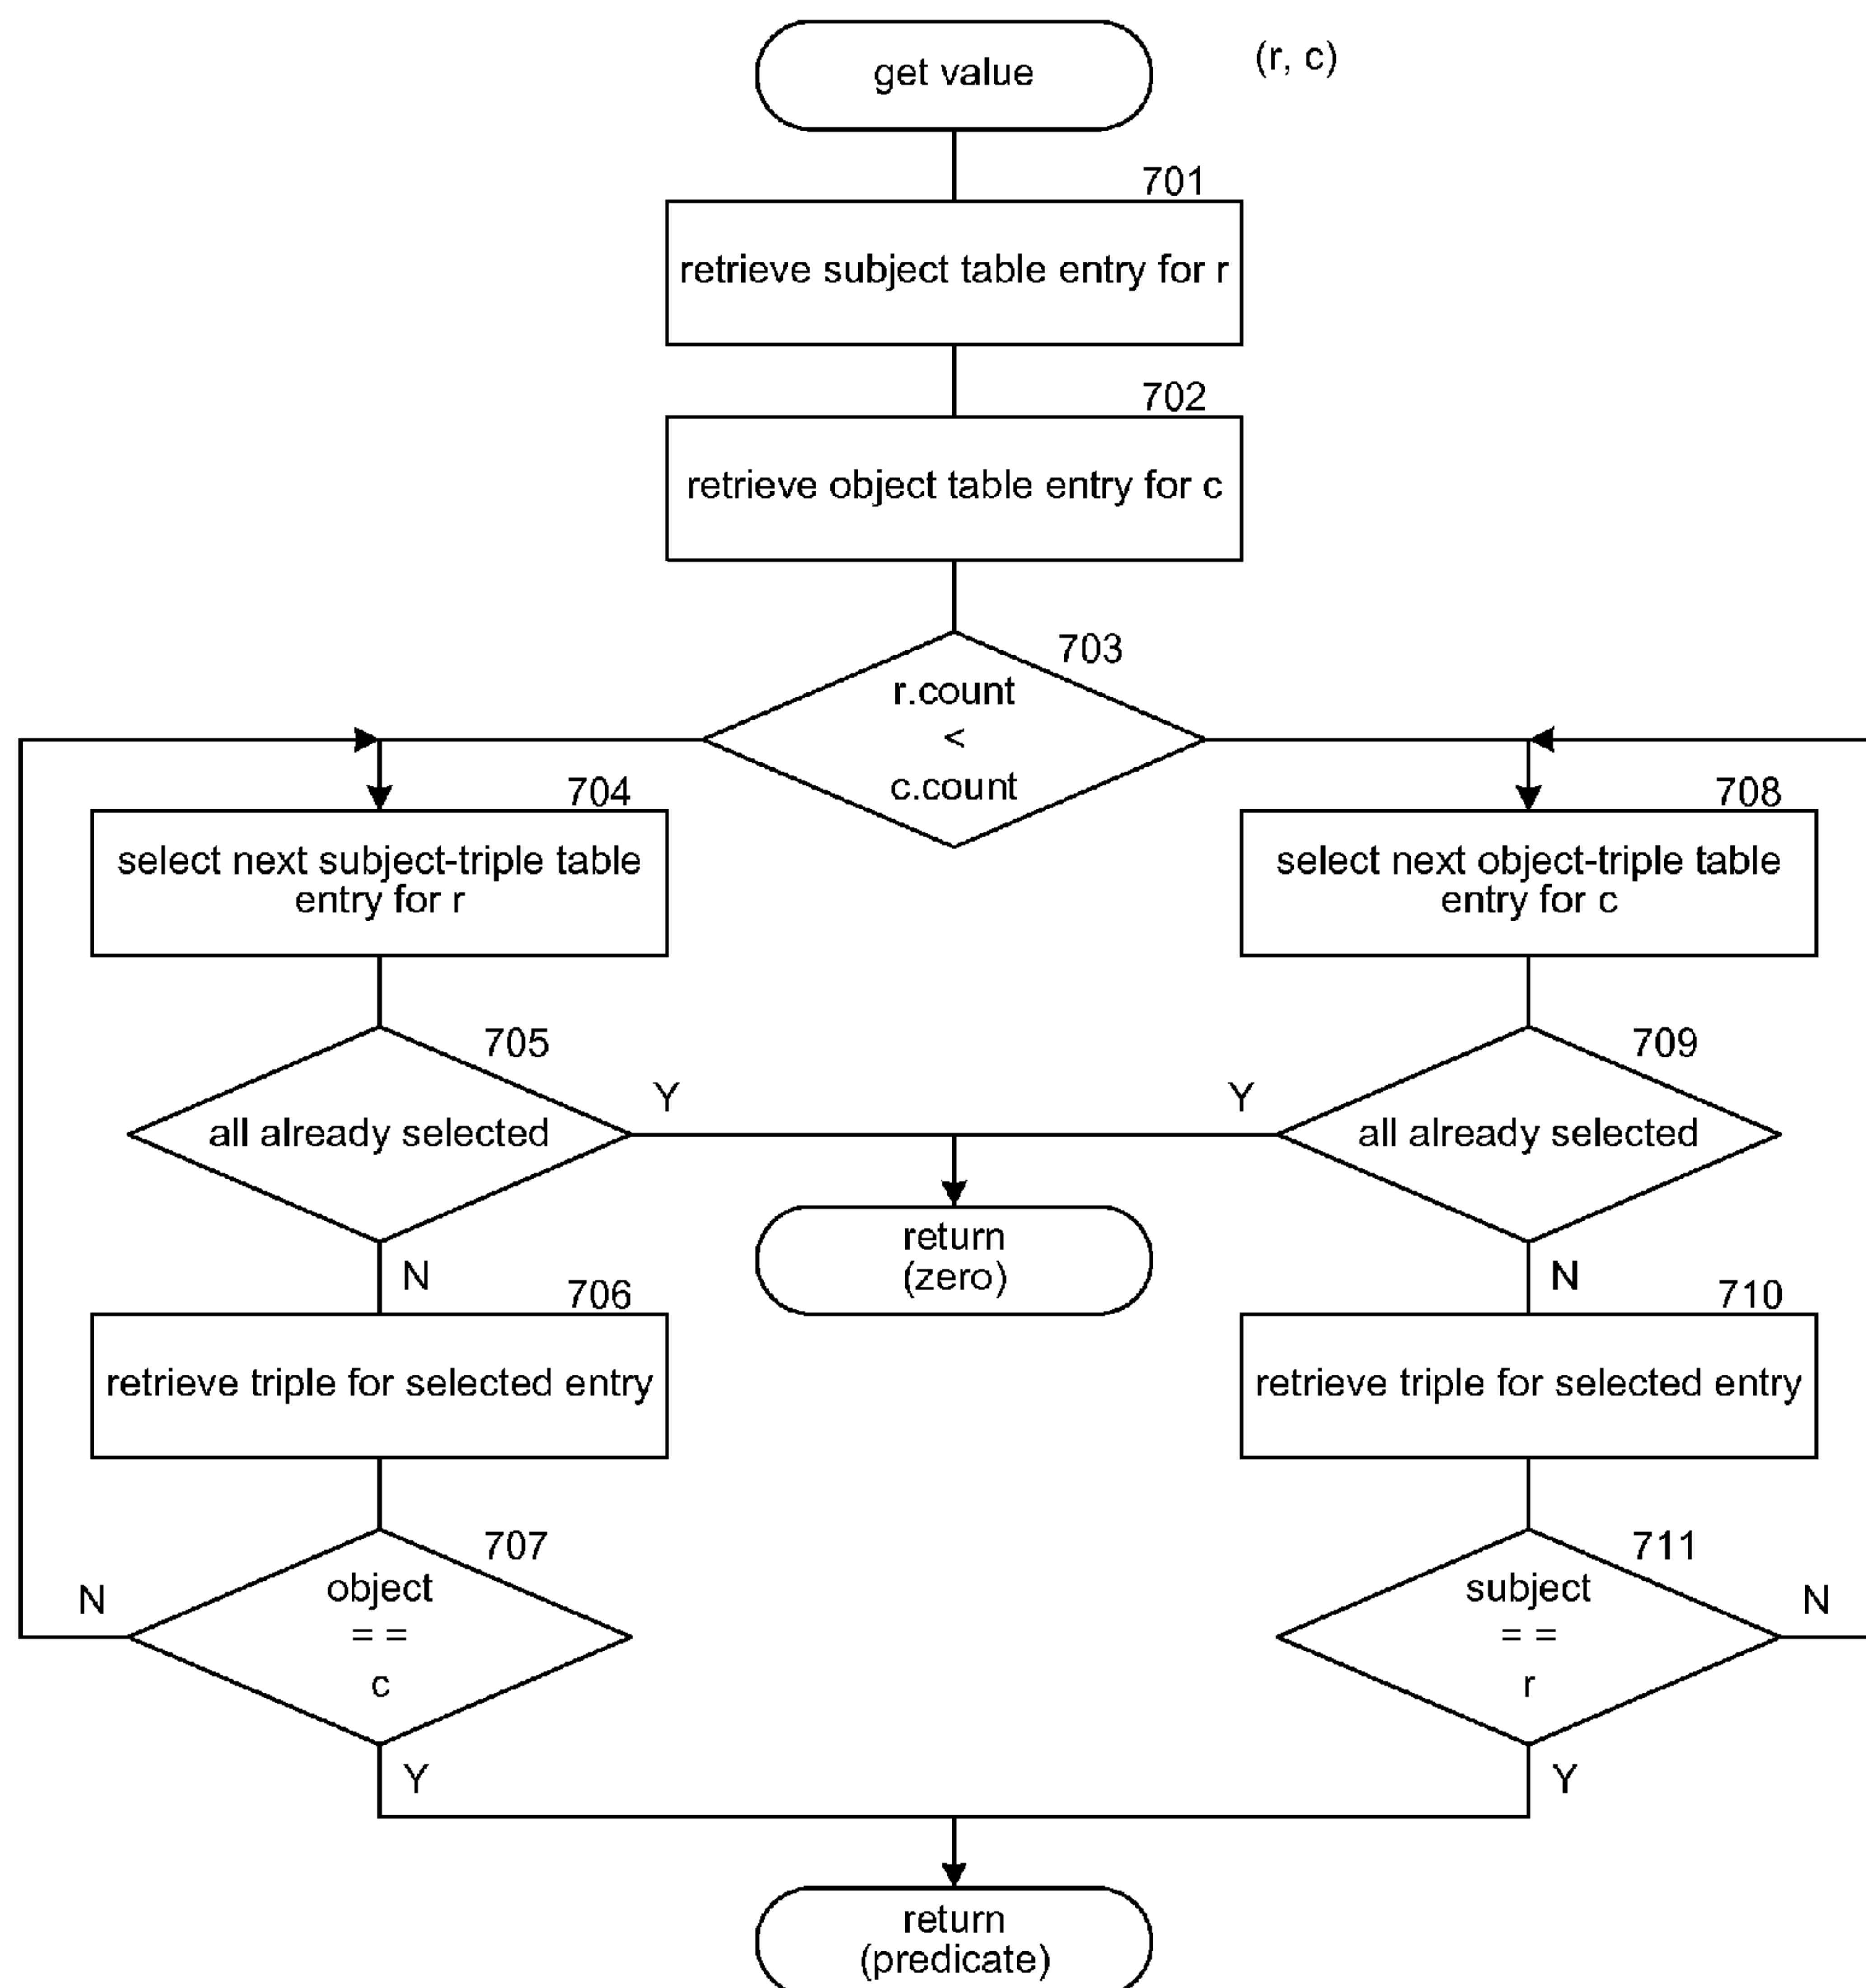 get value
(r, c)
701
retrieve subject table entry for r
702
retrieve object table entry for c
703
r.count
<
c.count
704
select next subject-triple table
entry for r
708
select next object-triple table
entry for c
705
all already selected
Y
709
all already selected
Y
return
(zero)
N
N
706
retrieve triple for selected entry
710
retrieve triple for selected entry
707
object
= =
c
N
Y
711
subject
= =
r
N
Y
return
(predicate)